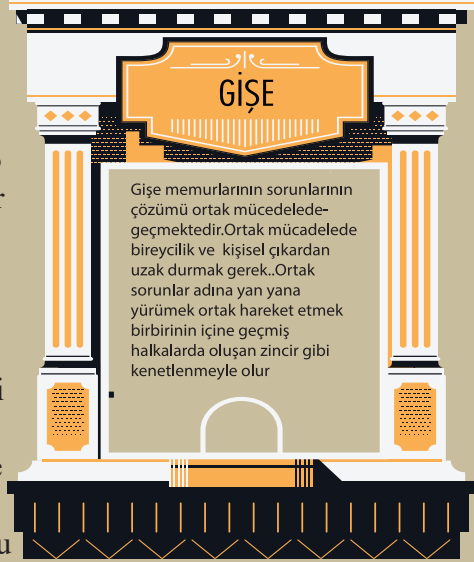 GİŞE
Gişe memurlarının sorunlarının
çözümü ortak mücedelede-
geçmektedir.Ortak mücadelede
bireycilik ve kişisel çıkardan
uzak durmak gerek..Ortak
sorunlar adına yan yana
yürümek ortak hareket etmek
birbirinin içine geçmiş
halkalarda oluşan zincir gibi
kenetlenmeyle olur